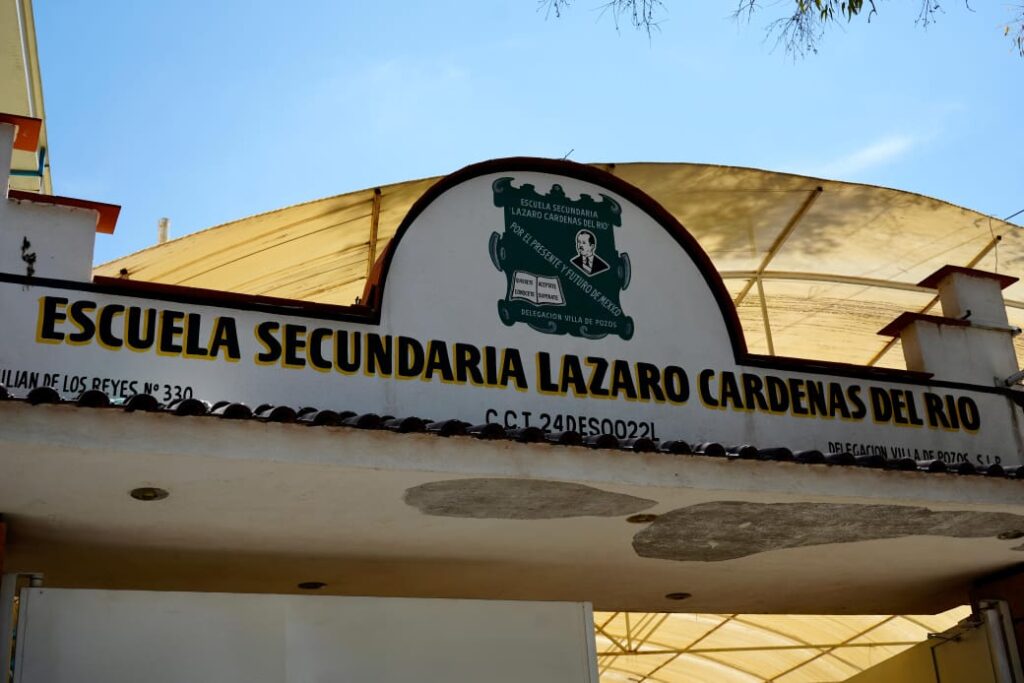 ESCUELA SECUNDARIA
LAZARO CARDENAS DEL RIO
POR EL PRESENTE Y FUTURO DE MEXICO
DELEGACION VILLA DE POZOS
ESCUELA SECUNDARIA LAZARO CARDENAS DEL RIO
ULIAN DE LOS REYES Nº 330
C.C.T. 24DES0022L
DELEGACION VILLA DE POZOS, S.L.P.